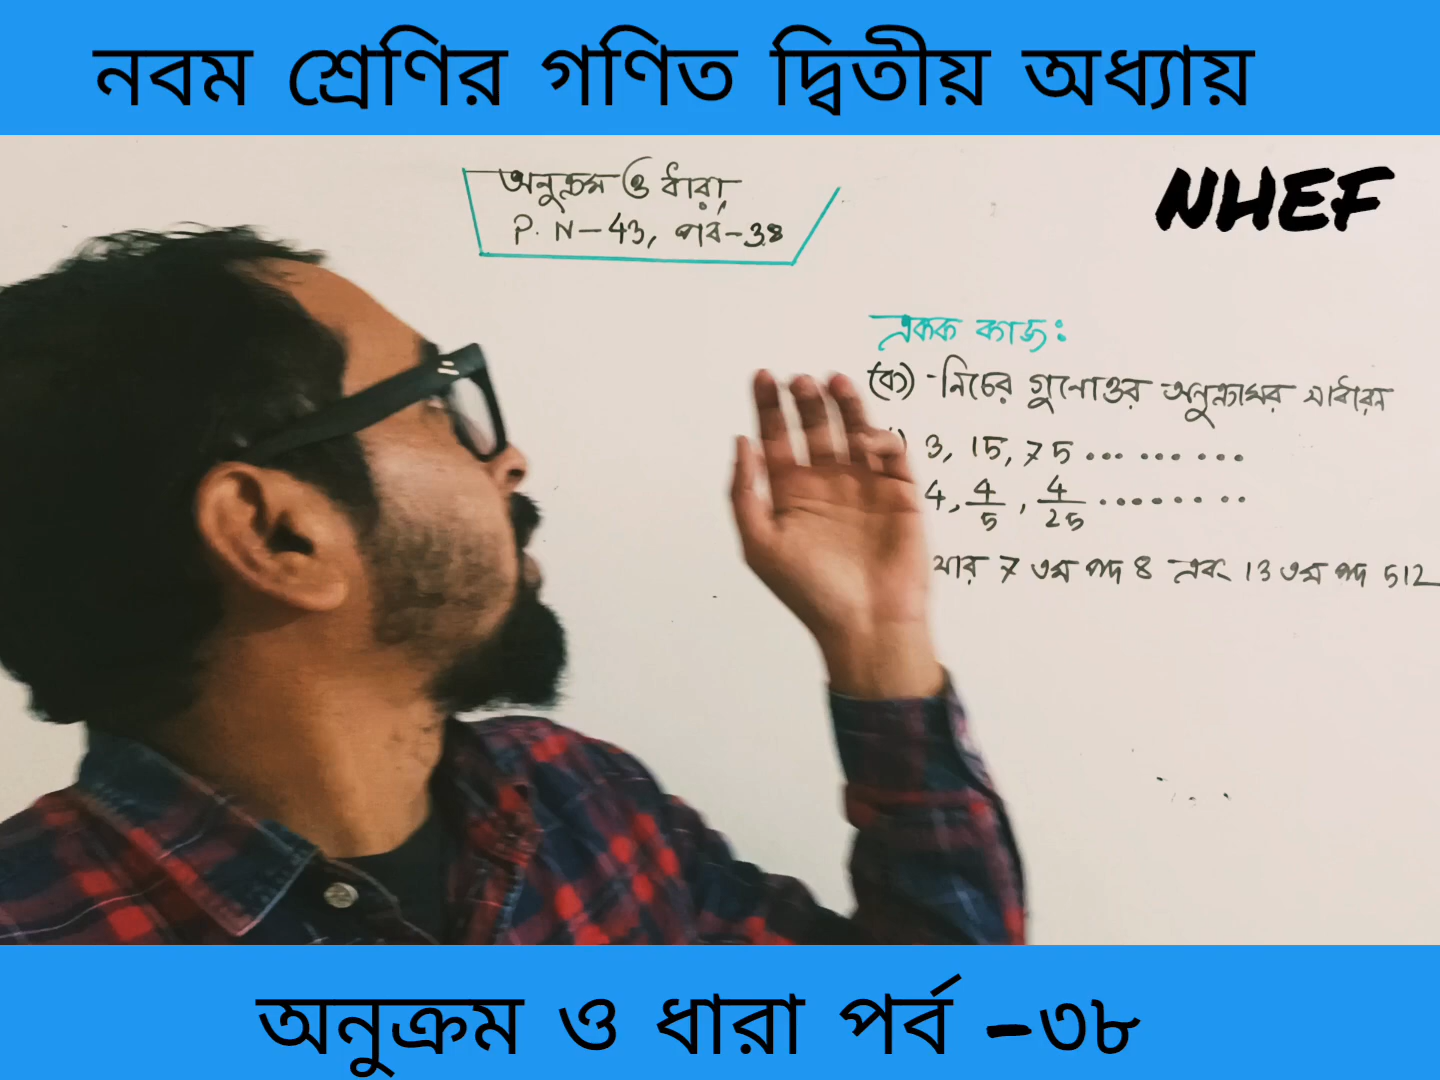 নবম শ্রেণির গণিত দ্বিতীয় অধ্যায়
অনুক্রম ও ধারা
P. N-43, পর্ব-38
NHEF
একক কাজ:
(ক) নিচের গুনোত্তর অনুক্রমের
3, 15, 75 ... ... ...
4, 4/5, 4/25 ........
যার 7 তম পদ 8 এবং 13 তম পদ 512
অনুক্রম ও ধারা পর্ব -৩৮